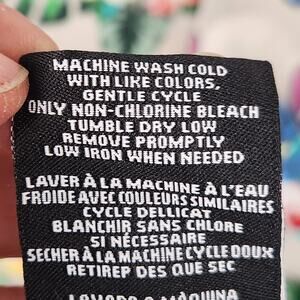 MACHINE WASH COLD
WITH LIKE COLORS,
GENTLE CYCLE
ONLY NON-CHLORINE BLEACH
TUMBLE DRY LOW
REMOVE PROMPTLY
LOW IRON WHEN NEEDED
LAVER À LA MACHINE À L'EAU
FROIDE AVEC COULEURS SIMILAIRES
CYCLE DELLICAT
BLANCHIR SANS CHLORE
SI NÉCESSAIRE
SECHER À LA MACHINE CYCLE DOUX
RETIREP DES QUE SEC
LAVADO A MÁQUINA